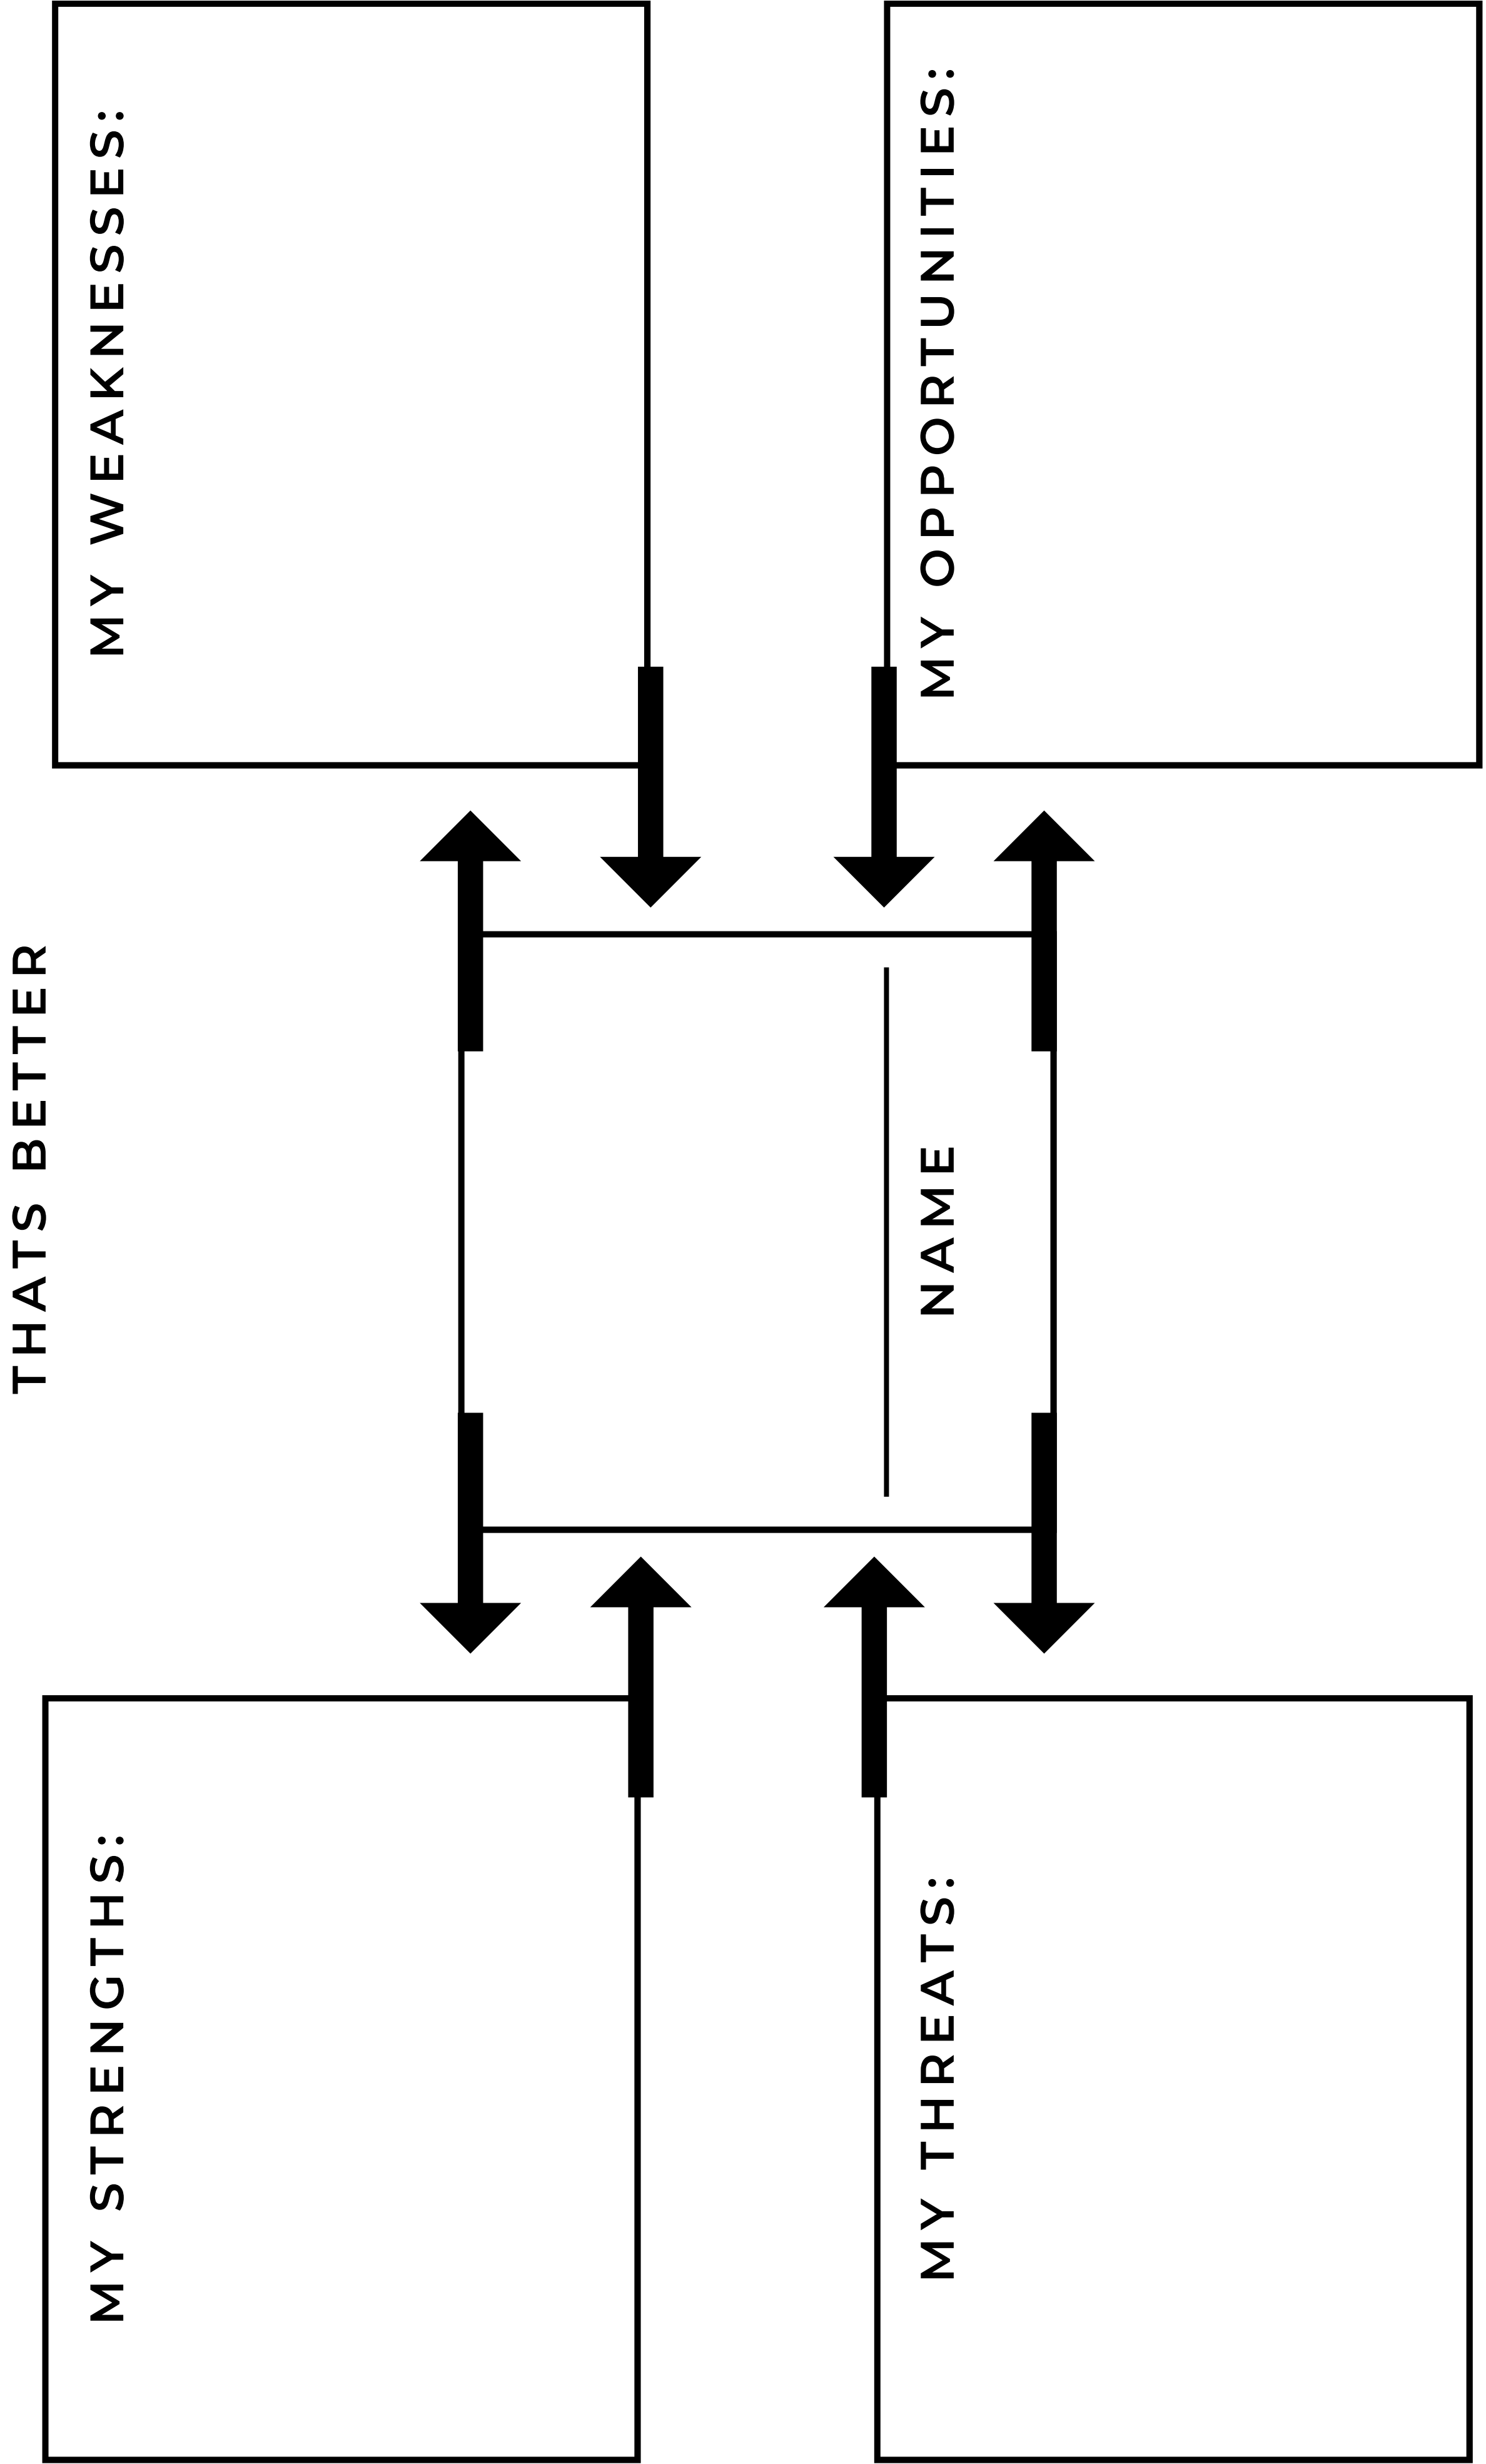 THATS BETTER
MY STRENGTHS:
MY WEAKNESSES:
NAME
MY THREATS:
MY OPPORTUNITIES: